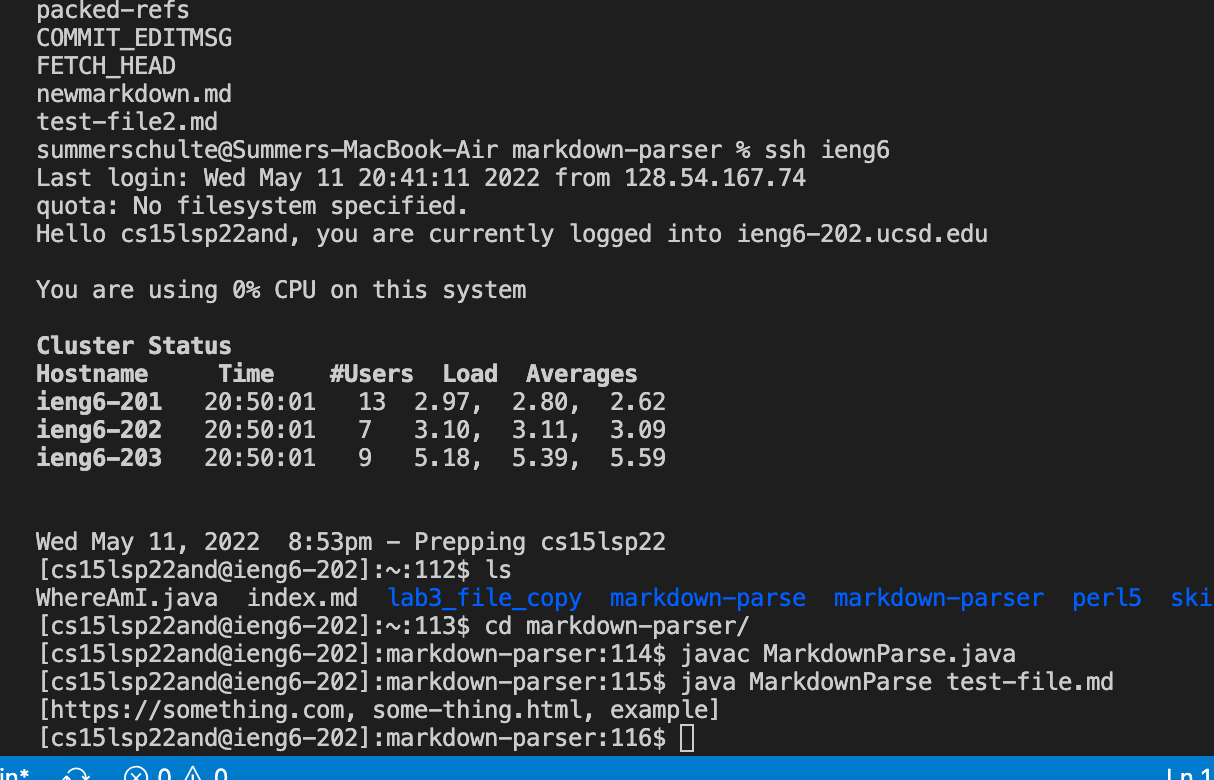 packed-refs
COMMIT_EDITMSG
FETCH_HEAD
newmarkdown.md
test-file2.md
summerschulte@Summers-MacBook-Air markdown-parser % ssh ieng6
Last login: Wed May 11 20:41:11 2022 from 128.54.167.74
quota: No filesystem specified.
Hello cs15lsp22and, you are currently logged into ieng6-202.ucsd.edu
You are using 0% CPU on this system
Cluster Status
Hostname     Time    #Users  Load  Averages
ieng6-201   20:50:01   13  2.97,  2.80,  2.62
ieng6-202   20:50:01   7   3.10,  3.11,  3.09
ieng6-203   20:50:01   9   5.18,  5.39,  5.59
Wed May 11, 2022  8:53pm - Prepping cs15lsp22
[cs15lsp22and@ieng6-202]:~:112$ ls
WhereAmI.java  index.md  lab3_file_copy  markdown-parse  markdown-parser  perl5  ski
[cs15lsp22and@ieng6-202]:~:113$ cd markdown-parser/
[cs15lsp22and@ieng6-202]:markdown-parser:114$ javac MarkdownParse.java
[cs15lsp22and@ieng6-202]:markdown-parser:115$ java MarkdownParse test-file.md
[https://something.com, some-thing.html, example]
[cs15lsp22and@ieng6-202]:markdown-parser:116$
in* 0 0 Ln 1